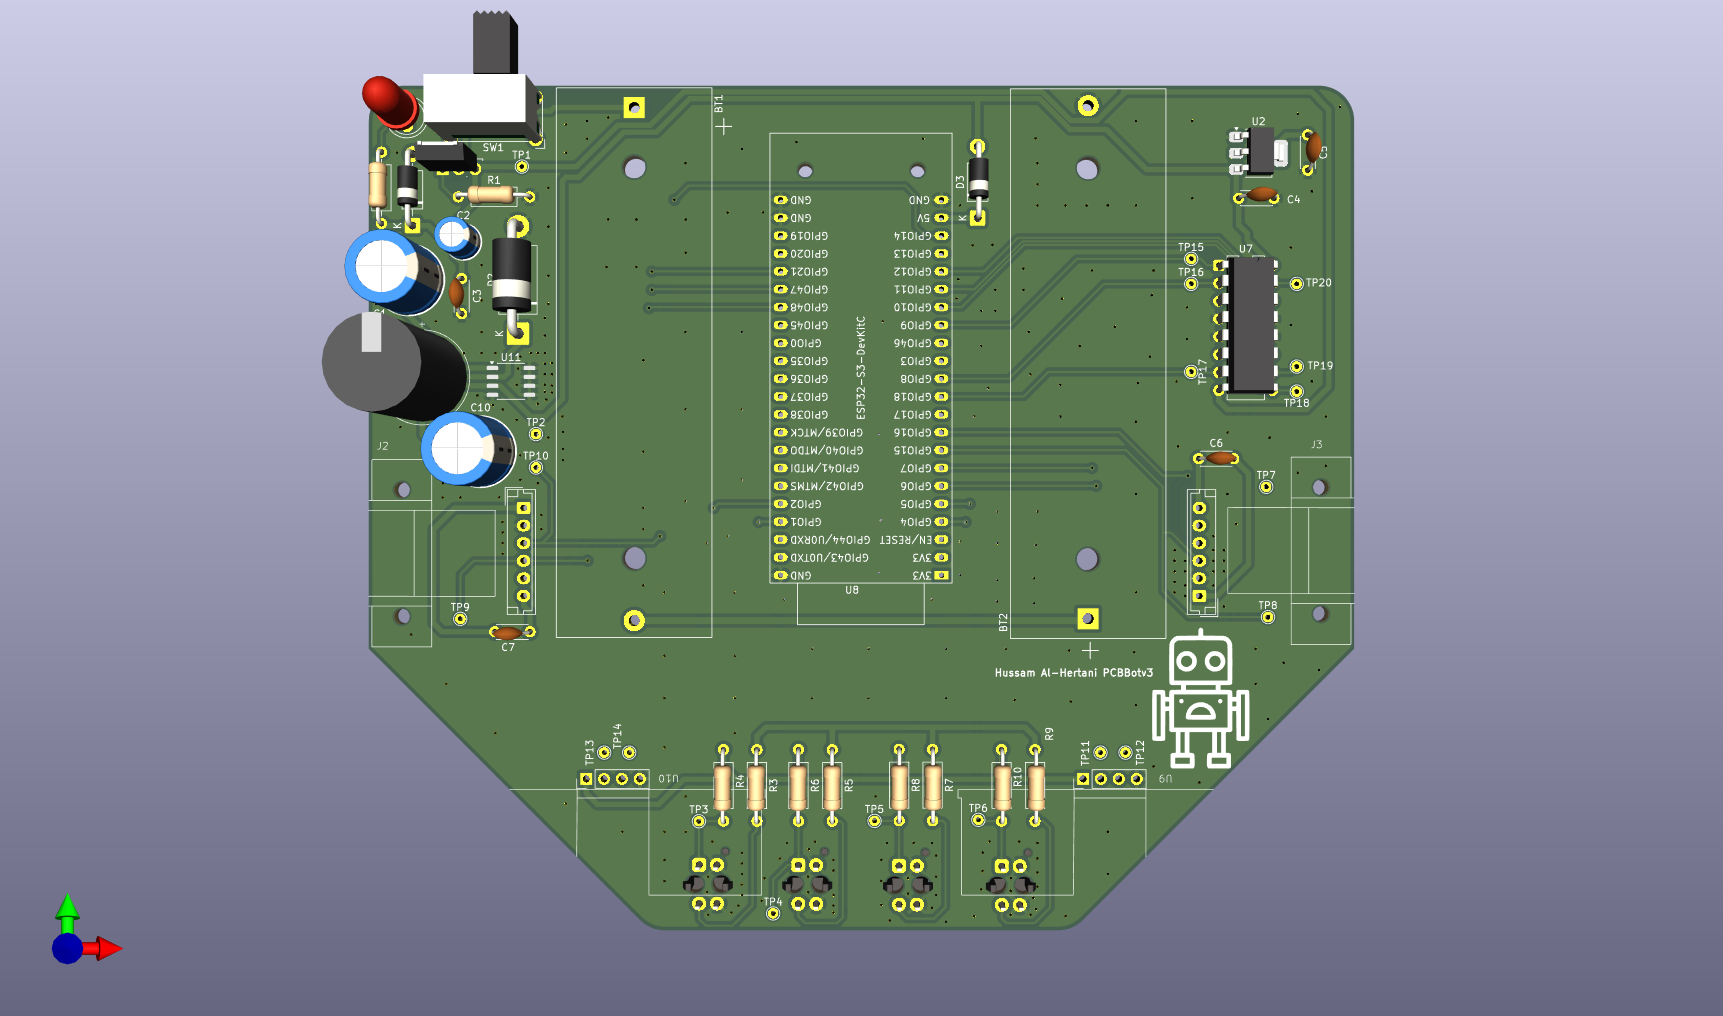 BT1
SW1
TP1
R1
K
C2
C3
K
U11
C10
TP2
TP10
J2
TP9
C7
D3
K
GND
GND
GPIO19
GPIO20
GPIO21
GPIO47
GPIO48
GPIO45
GPIO0
GPIO35
GPIO36
GPIO37
GPIO38
GPIO39/MTCK
GPIO40/MTDO
GPIO41/MTDI
GPIO42/MTMS
GPIO2
GPIO1
GPIO44/U0RXD
GPIO43/U0TXD
GND
ESP32-S3-DevKitC
GND
5V
GPIO14
GPIO13
GPIO12
GPIO11
GPIO10
GPIO9
GPIO46
GPIO3
GPIO8
GPIO18
GPIO17
GPIO16
GPIO15
GPIO7
GPIO6
GPIO5
GPIO4
EN/RESET
3V3
3V3
U8
BT2
U2
C5
C4
U7
TP15
TP16
TP20
TP17
TP19
TP18
C6
J3
TP7
TP8
Hussam Al-Hertani PCBBotv3
TP13
TP14
U10
R4
R3
R6
R5
R8
R7
R10
R9
TP11
TP12
U9
TP3
TP5
TP6
TP4